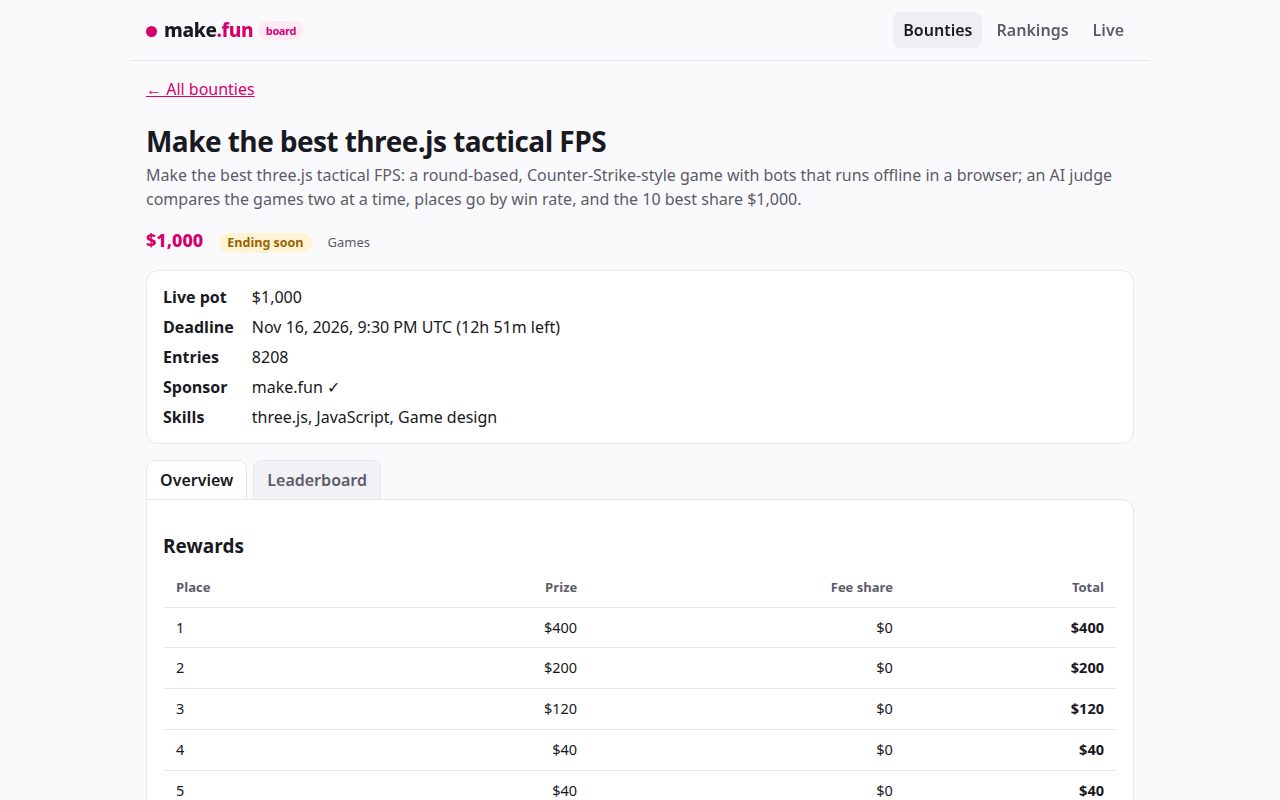 make.fun board
Bounties Rankings Live
← All bounties
Make the best three.js tactical FPS
Make the best three.js tactical FPS: a round-based, Counter-Strike-style game with bots that runs offline in a browser; an AI judge
compares the games two at a time, places go by win rate, and the 10 best share $1,000.
$1,000 Ending soon Games
Live pot $1,000
Deadline Nov 16, 2026, 9:30 PM UTC (12h 51m left)
Entries 8208
Sponsor make.fun ✓
Skills three.js, JavaScript, Game design
Overview Leaderboard
Rewards
Place Prize Fee share Total
1 $400 $0 $400
2 $200 $0 $200
3 $120 $0 $120
4 $40 $0 $40
5 $40 $0 $40